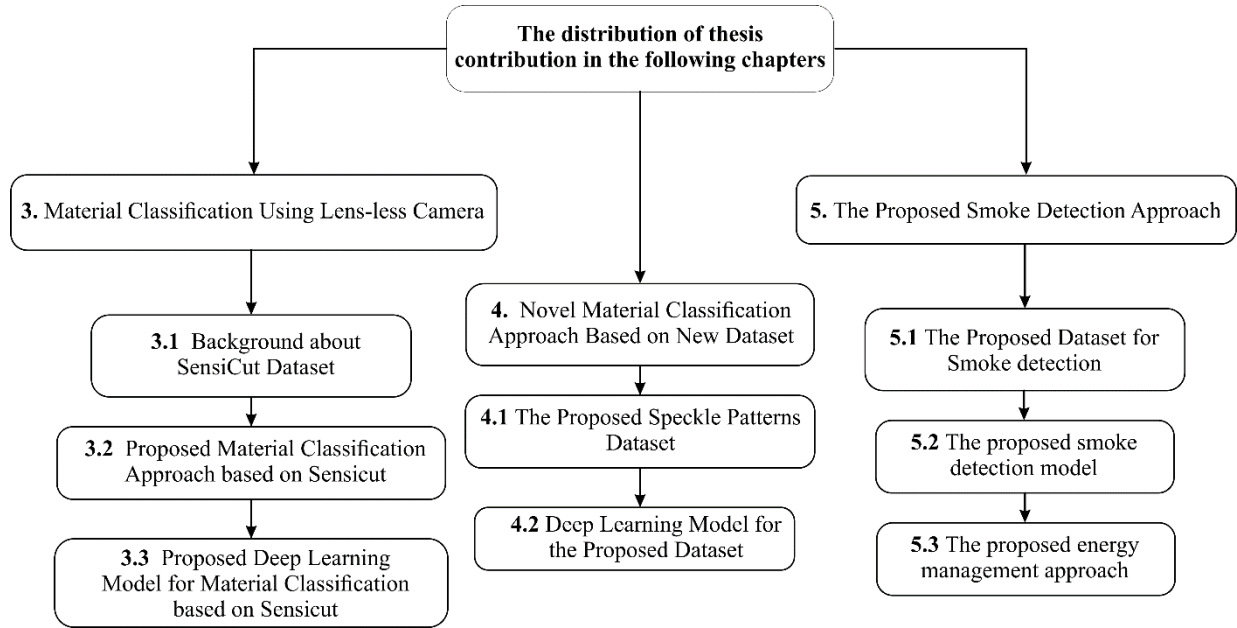 The distribution of thesis
contribution in the following chapters
3. Material Classification Using Lens-less Camera
3.1 Background about
SensiCut Dataset
3.2 Proposed Material Classification
Approach based on Sensicut
3.3 Proposed Deep Learning
Model for Material Classification
based on Sensicut
4. Novel Material Classification
Approach Based on New Dataset
4.1 The Proposed Speckle Patterns
Dataset
4.2 Deep Learning Model for
the Proposed Dataset
5. The Proposed Smoke Detection Approach
5.1 The Proposed Dataset for
Smoke detection
5.2 The proposed smoke
detection model
5.3 The proposed energy
management approach